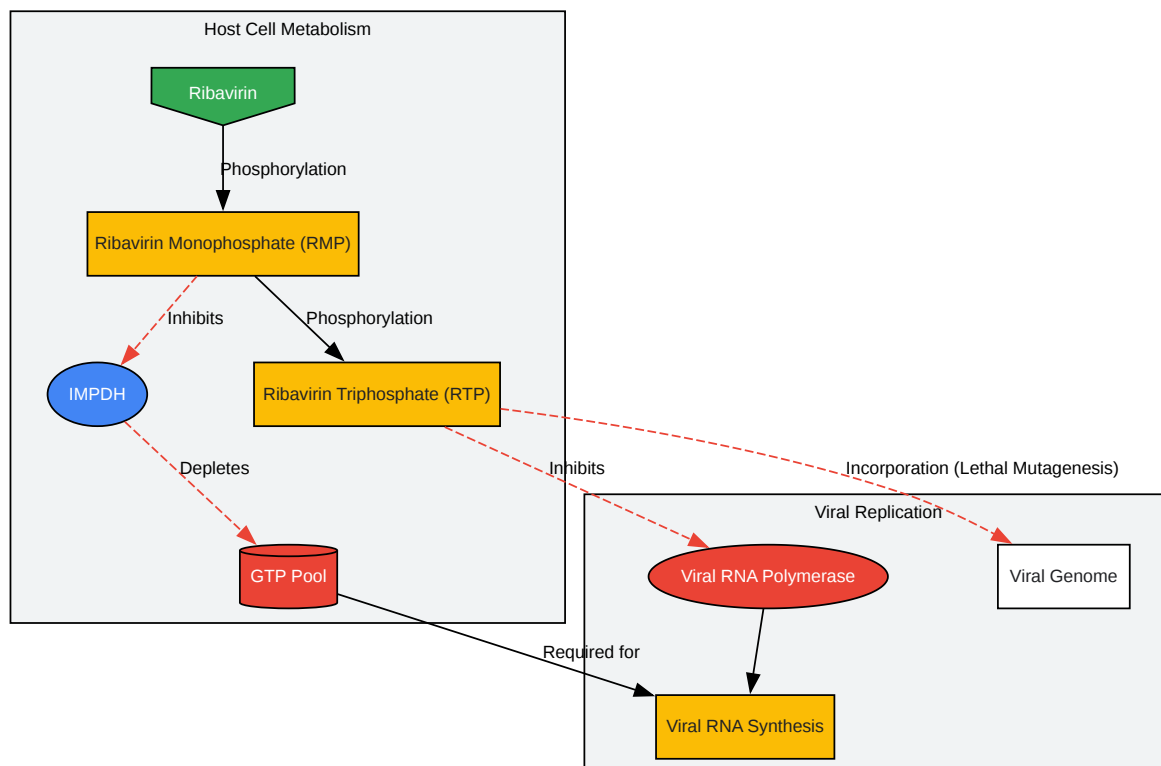 Host Cell Metabolism
Ribavirin
Phosphorylation
Ribavirin Monophosphate (RMP)
Inhibits
Phosphorylation
IMPDH
Ribavirin Triphosphate (RTP)
Depletes
Inhibits
Incorporation (Lethal Mutagenesis)
Viral Replication
GTP Pool
Viral RNA Polymerase
Viral Genome
Required for
Viral RNA Synthesis